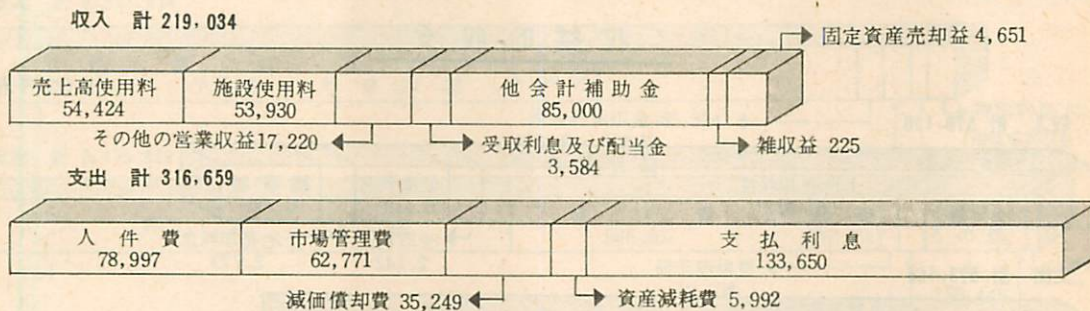 収入 計 219,034
固定資産売却益 4,651
売上高使用料
54,424
施設使用料
53,930
他会計補助金
85,000
その他の営業収益17,220
受取利息及び配当金
3,584
雑収益 225
支出 計 316,659
人件費
78,997
市場管理費
62,771
支払利息
133,650
減価償却費 35,249
資産減耗費 5,992